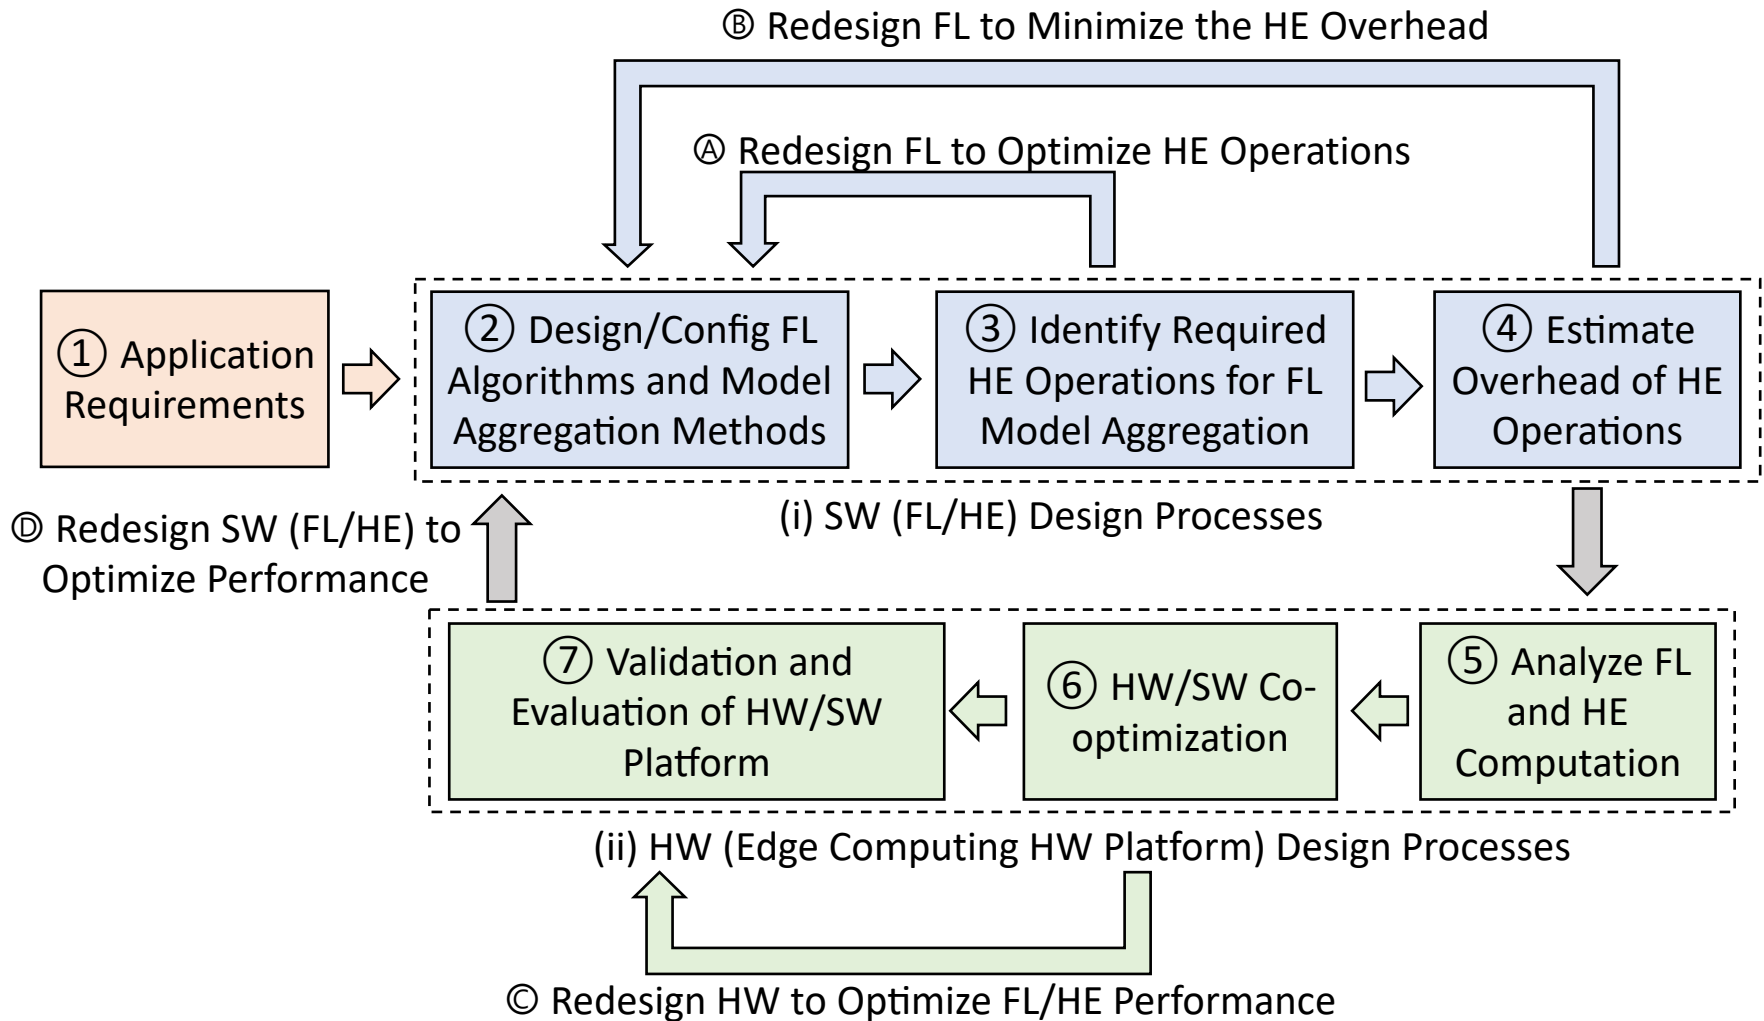 Ⓑ Redesign FL to Minimize the HE Overhead
Ⓐ Redesign FL to Optimize HE Operations
① Application
Requirements
② Design/Config FL
Algorithms and Model
Aggregation Methods
③ Identify Required
HE Operations for FL
Model Aggregation
④ Estimate
Overhead of HE
Operations
(i) SW (FL/HE) Design Processes
Ⓓ Redesign SW (FL/HE) to
Optimize Performance
⑦ Validation and
Evaluation of HW/SW
Platform
⑥ HW/SW Co-
optimization
⑤ Analyze FL
and HE
Computation
(ii) HW (Edge Computing HW Platform) Design Processes
Ⓒ Redesign HW to Optimize FL/HE Performance